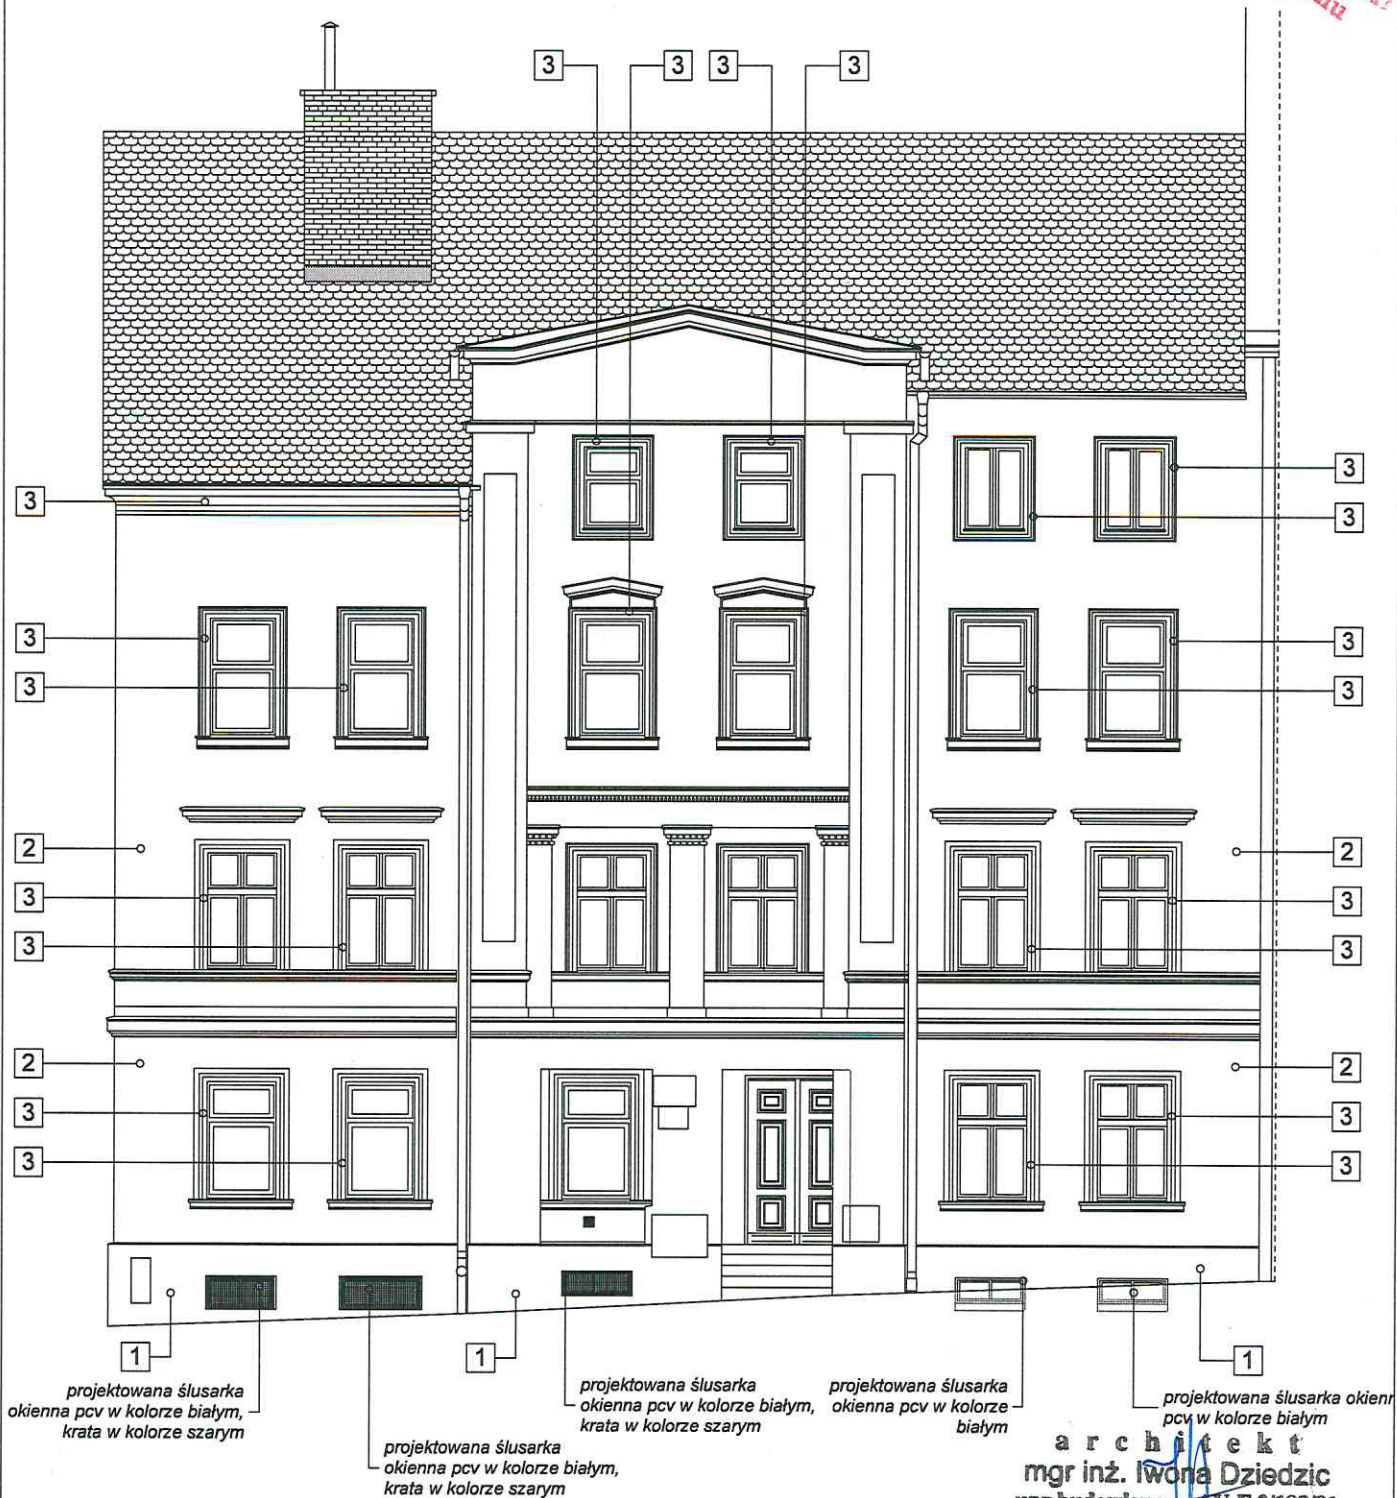 3
3
3
3
3
3
3
3
3
3
3
3
2
2
3
3
3
3
2
2
3
3
3
3
1
1
1
projektowana ślusarka
okienna pcv w kolorze białym,
krata w kolorze szarym
projektowana ślusarka
okienna pcv w kolorze białym,
krata w kolorze szarym
projektowana ślusarka
okienna pcv w kolorze białym,
krata w kolorze szarym
projektowana ślusarka
okienna pcv w kolorze
białym
projektowana ślusarka
pcv w kolorze białym
architekt
mgr inż. Iwona Dziedzic